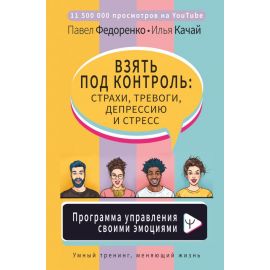 11 500 000 просмотров на YouTube
Павел Федоренко • Илья Качай
ВЗЯТЬ
ПОД КОНТРОЛЬ:
СТРАХИ, ТРЕВОГИ,
ДЕПРЕССИЮ
И СТРЕСС
Программа управления
своими эмоциями
Умный тренинг, меняющий жизнь